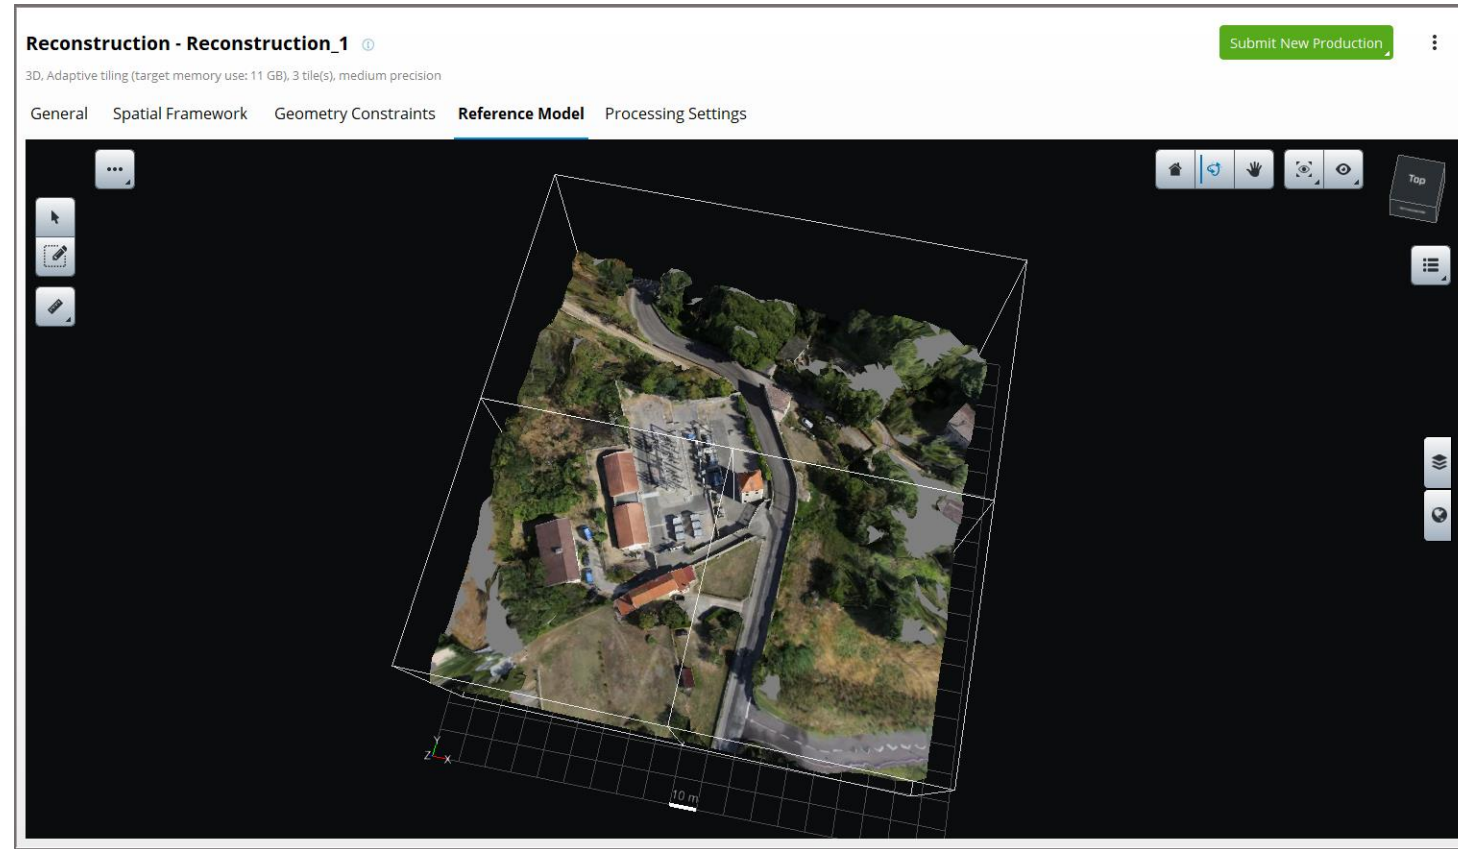 Reconstruction - Reconstruction_1
Submit New Production
3D, Adaptive tiling (target memory use: 11 GB), 3 tile(s), medium precision
General Spatial Framework Geometry Constraints Reference Model Processing Settings
Top
Y
Z X
10 m